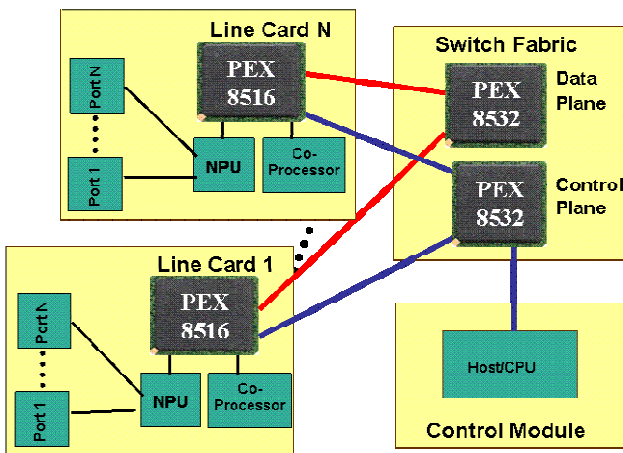 Line Card N
PEX
8516
Port N
Port 1
NPU
Co-
Processor
Switch Fabric
PEX
8532
Data
Plane
PEX
8532
Control
Plane
Line Card 1
PEX
8516
Port N
Port 1
NPU
Co-
Processor
Host/CPU
Control Module